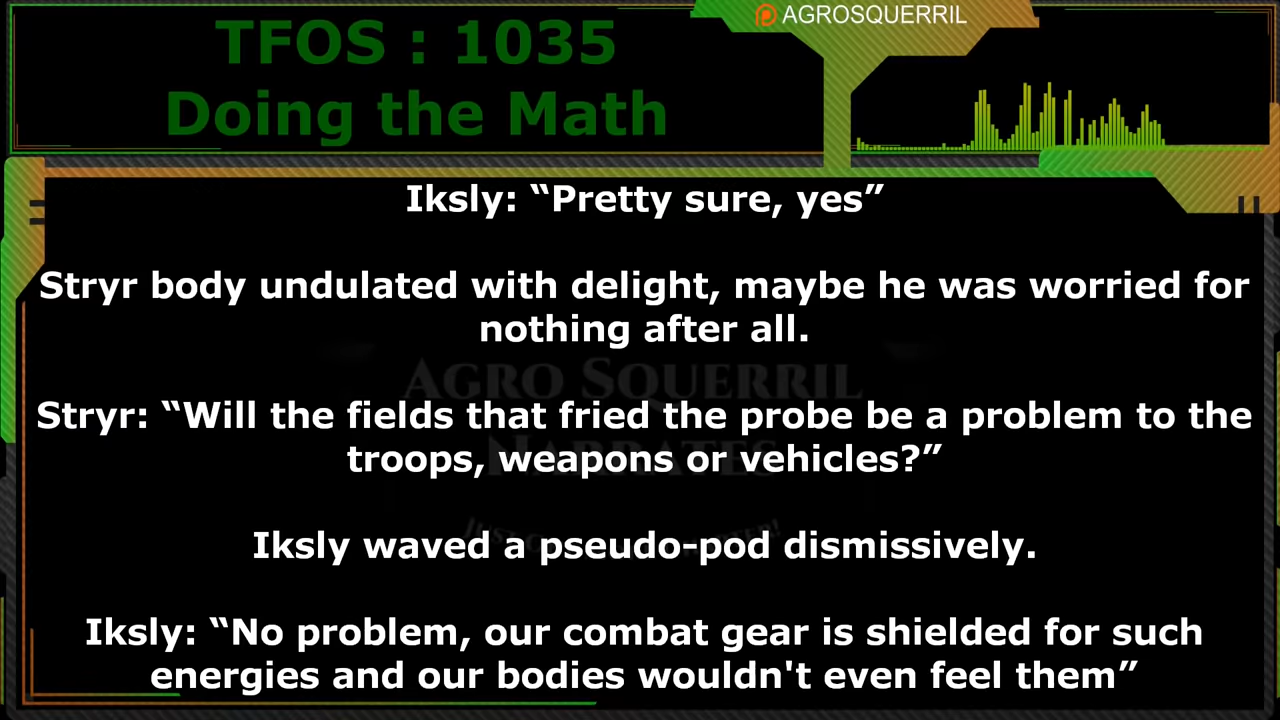 AGROSQUERRIL
TFOS : 1035
Doing the Math
Iksly: “Pretty sure, yes”
Stryr body undulated with delight, maybe he was worried for
nothing after all.
AGRO SQUERRIL
Stryr: “Will the fields that fried the probe be a problem to the
NARRATES
troops, weapons or vehicles?”
Iksly waved a pseudo-pod dismissively.
Iksly: “No problem, our combat gear is shielded for such
energies and our bodies wouldn't even feel them”